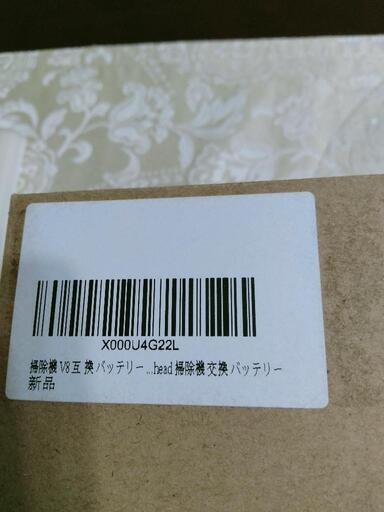 X000U4G22L
掃除機 V8 互換 バッテリー...head 掃除機 交換 バッテリー
新品